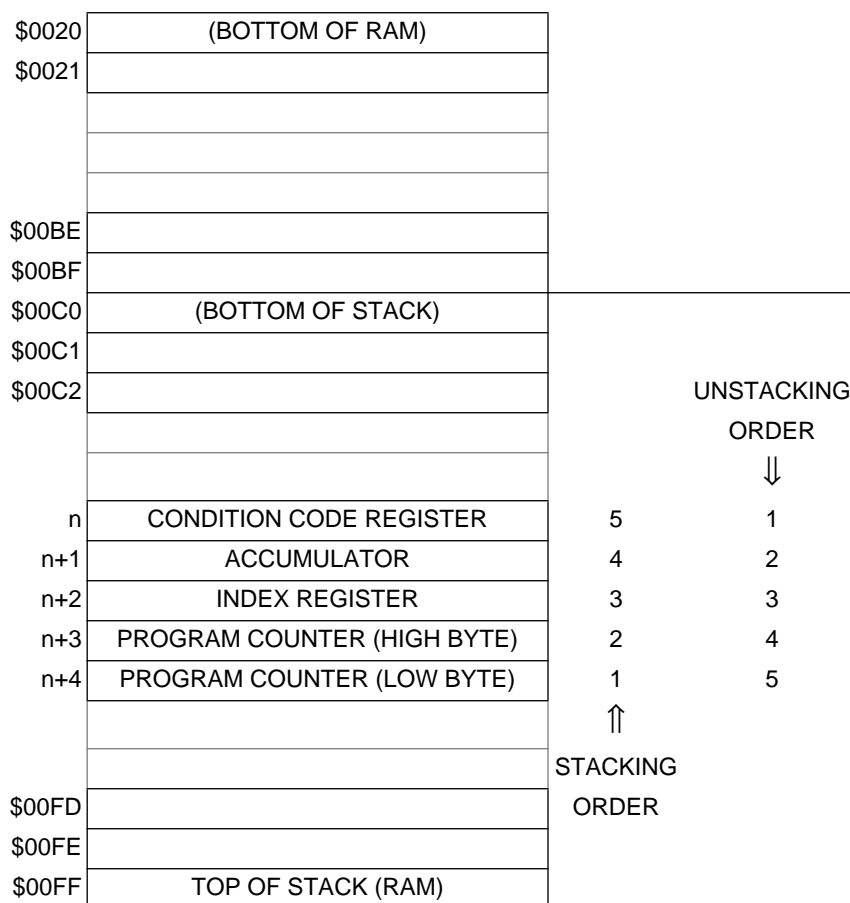 $0020 (BOTTOM OF RAM)
$0021
$00BE
$00BF
$00C0 (BOTTOM OF STACK)
$00C1
$00C2 UNSTACKING
ORDER
⇓
n CONDITION CODE REGISTER 5 1
n+1 ACCUMULATOR 4 2
n+2 INDEX REGISTER 3 3
n+3 PROGRAM COUNTER (HIGH BYTE) 2 4
n+4 PROGRAM COUNTER (LOW BYTE) 1 5
⇑
STACKING
$00FD ORDER
$00FE
$00FF TOP OF STACK (RAM)